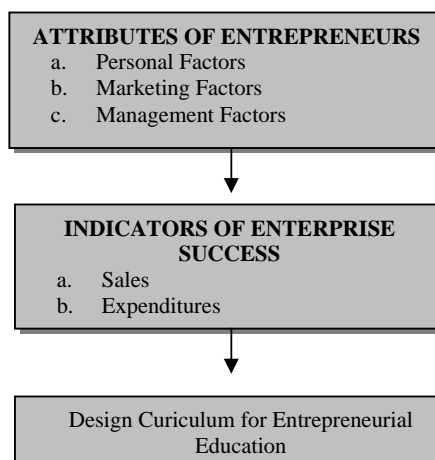 ATTRIBUTES OF ENTREPRENEURS
a. Personal Factors
b. Marketing Factors
c. Management Factors
INDICATORS OF ENTERPRISE
SUCCESS
a. Sales
b. Expenditures
Design Curiculum for Entrepreneurial
Education